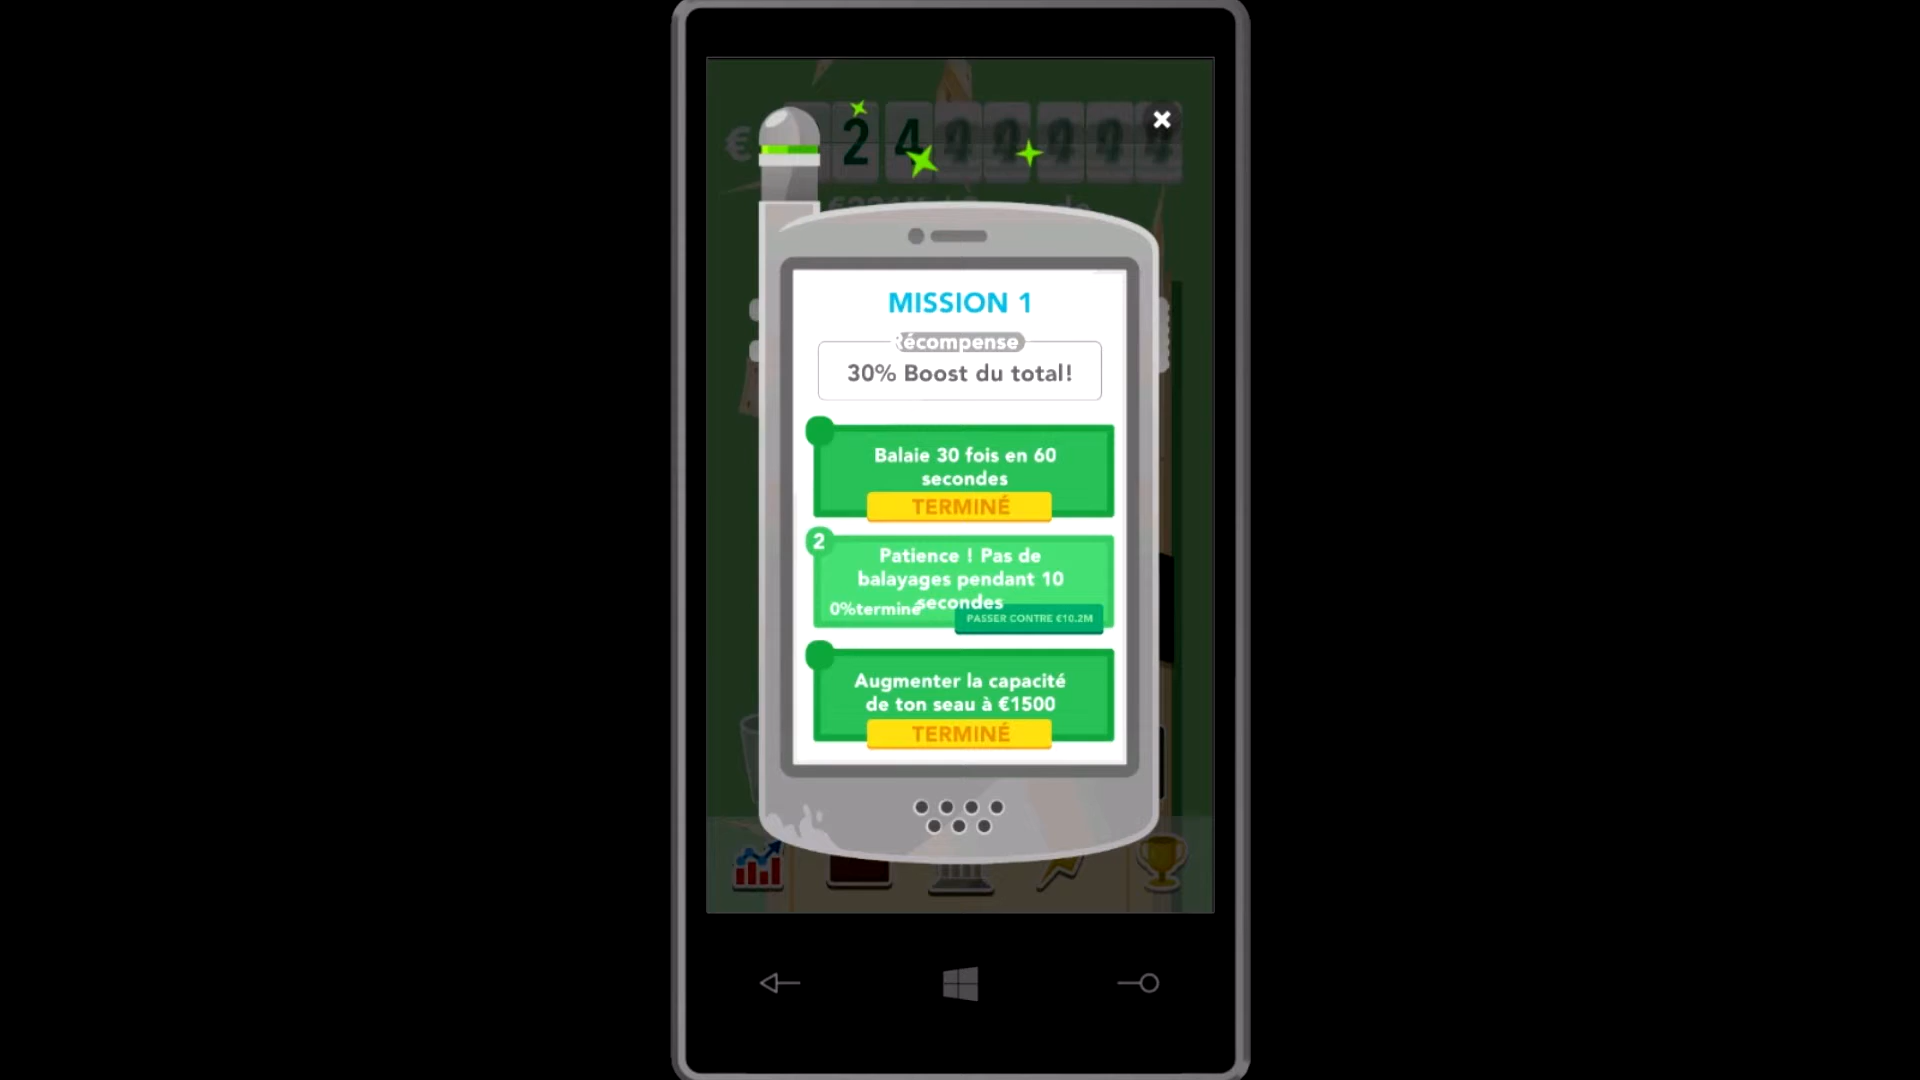 € 24
MISSION 1
Récompense
30% Boost du total!
Balaie 30 fois en 60
secondes
TERMINÉ
2
Patience ! Pas de
balayages pendant 10
secondes
0%terminé
PASSER CONTRE €10.2M
Augmenter la capacité
de ton seau à €1500
TERMINÉ